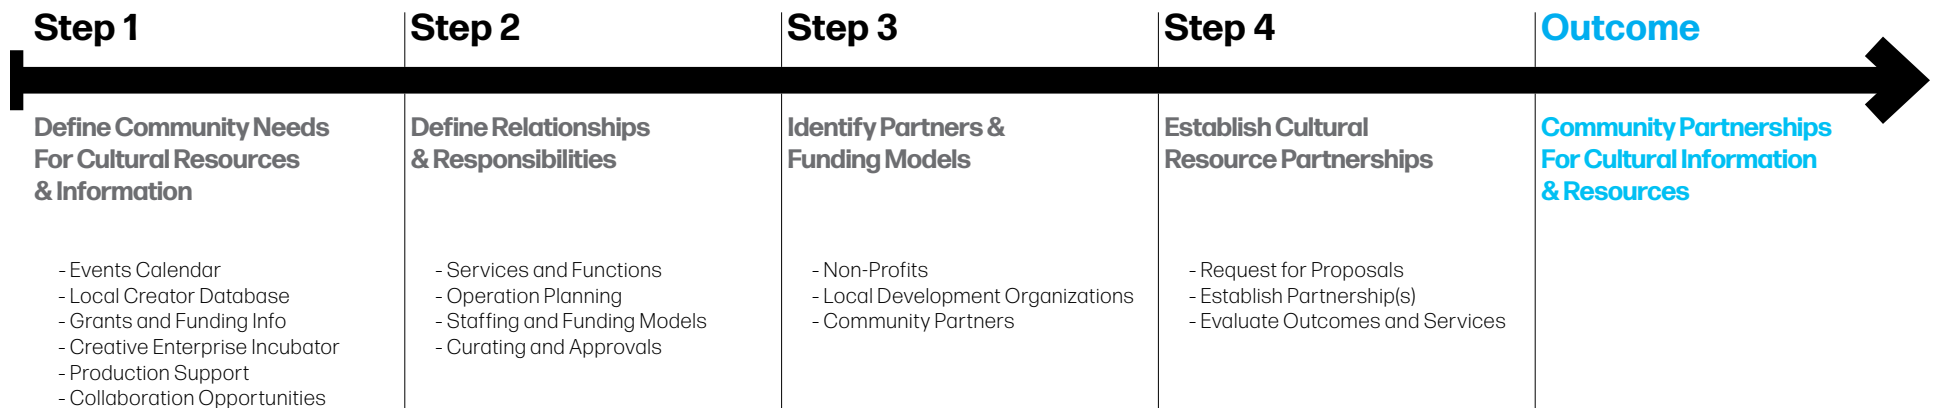 Step 1
Step 2
Step 3
Step 4
Outcome
Define Community Needs
For Cultural Resources
& Information
Define Relationships
& Responsibilities
Identify Partners &
Funding Models
Establish Cultural
Resource Partnerships
Community Partnerships
For Cultural Information
& Resources
- Events Calendar
- Local Creator Database
- Grants and Funding Info
- Creative Enterprise Incubator
- Production Support
- Collaboration Opportunities
- Services and Functions
- Operation Planning
- Staffing and Funding Models
- Curating and Approvals
- Non-Profits
- Local Development Organizations
- Community Partners
- Request for Proposals
- Establish Partnership(s)
- Evaluate Outcomes and Services